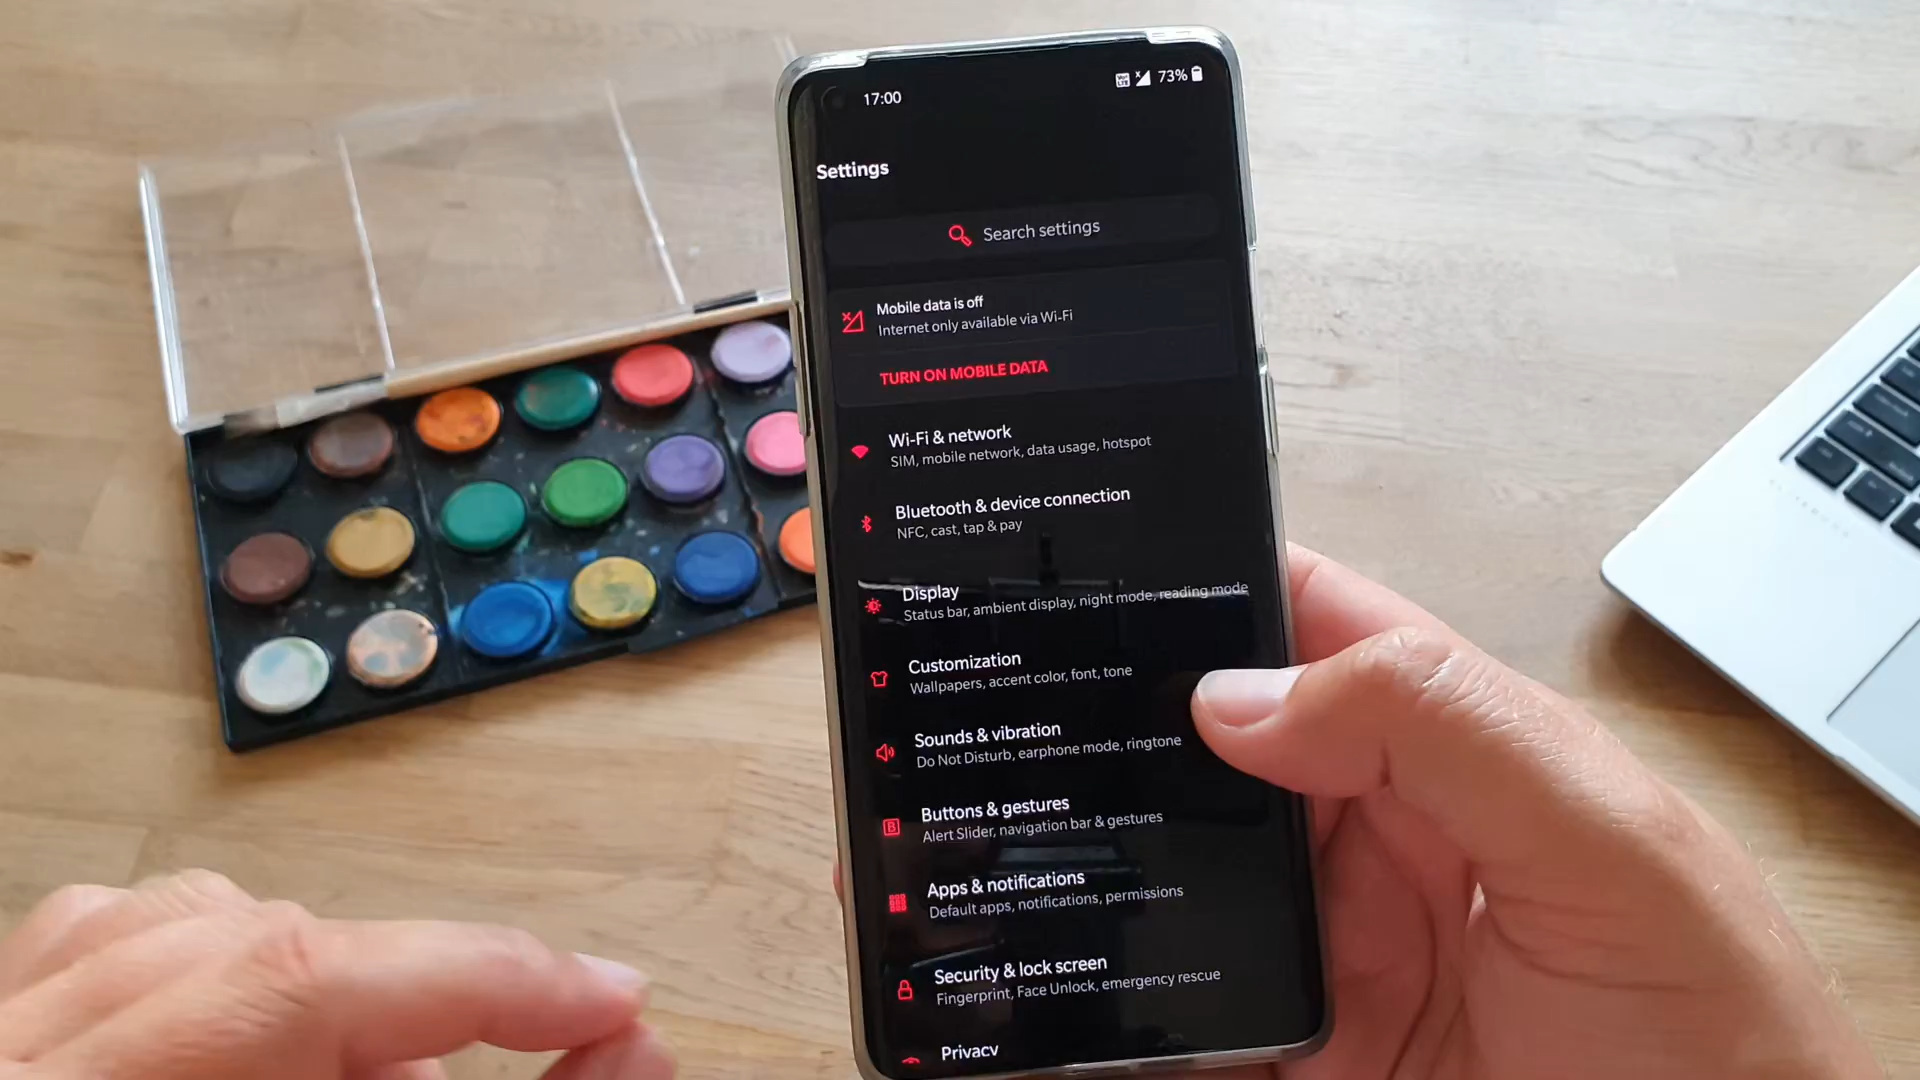 17:00
73%
Settings
Search settings
Mobile data is off
Internet only available via Wi-Fi
TURN ON MOBILE DATA
Wi-Fi & network
SIM, mobile network, data usage, hotspot
Bluetooth & device connection
NFC, cast, tap & pay
Display
Status bar, ambient display, night mode, reading mode
Customization
Wallpapers, accent color, font, tone
Sounds & vibration
Do Not Disturb, earphone mode, ringtone
Buttons & gestures
Alert Slider, navigation bar & gestures
Apps & notifications
Default apps, notifications, permissions
Security & lock screen
Fingerprint, Face Unlock, emergency rescue
Privacy